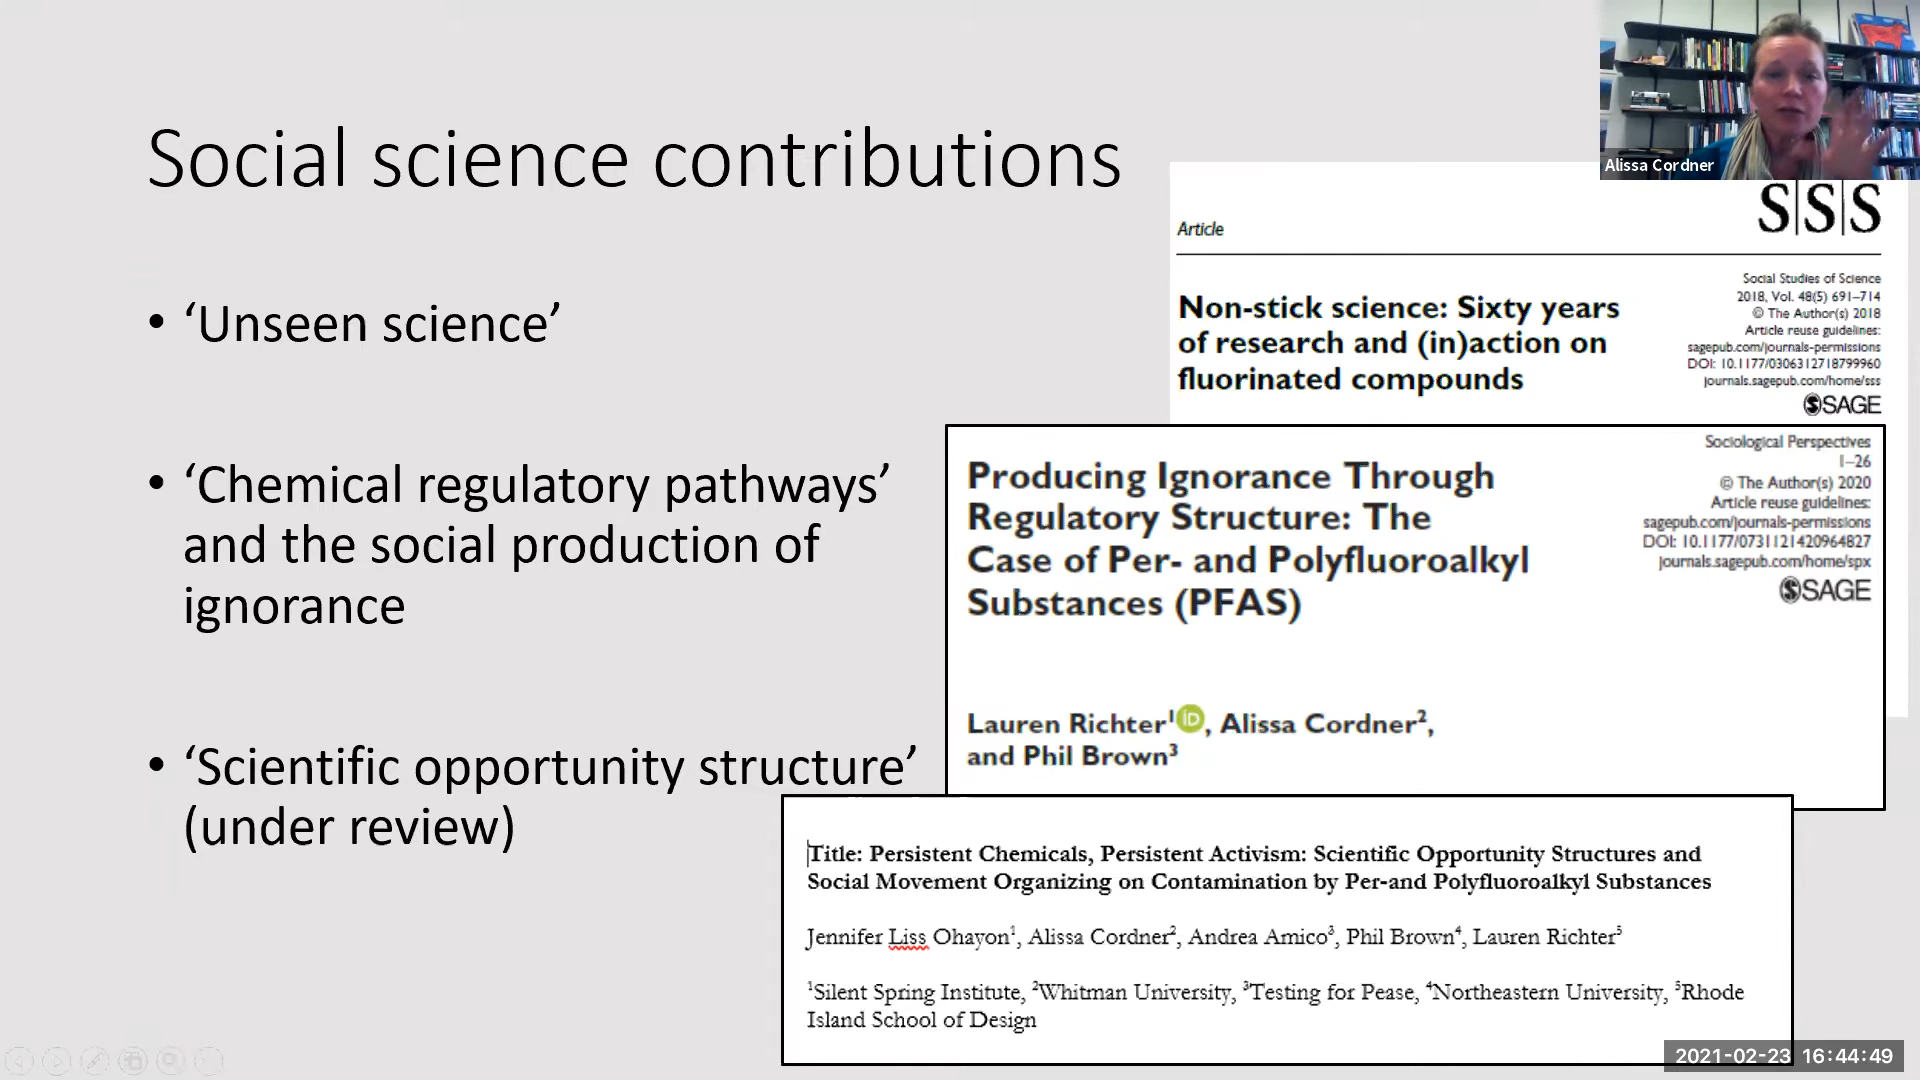 Alissa Cordner
Social science contributions
• ‘Unseen science’
• ‘Chemical regulatory pathways’
and the social production of
ignorance
• ‘Scientific opportunity structure’
(under review)
S|S|S
Article
Non-stick science: Sixty years
of research and (in)action on
fluorinated compounds
Social Studies of Science
2018, Vol. 48(5) 691–714
© The Author(s) 2018
Article reuse guidelines:
sagepub.com/journals-permissions
DOI: 10.1177/0306312718799960
journals.sagepub.com/home/sss
SAGE
Producing Ignorance Through
Regulatory Structure: The
Case of Per- and Polyfluoroalkyl
Substances (PFAS)
Sociological Perspectives
1–26
© The Author(s) 2020
Article reuse guidelines:
sagepub.com/journals-permissions
DOI: 10.1177/0731121420964827
journals.sagepub.com/home/spx
SAGE
Lauren Richter¹ iD, Alissa Cordner²,
and Phil Brown³
Title: Persistent Chemicals, Persistent Activism: Scientific Opportunity Structures and
Social Movement Organizing on Contamination by Per-and Polyfluoroalkyl Substances
Jennifer Liss Ohayon¹, Alissa Cordner², Andrea Amico³, Phil Brown⁴, Lauren Richter⁵
¹Silent Spring Institute, ²Whitman University, ³Testing for Pease, ⁴Northeastern University, ⁵Rhode
Island School of Design
2021-02-23 16:44:49